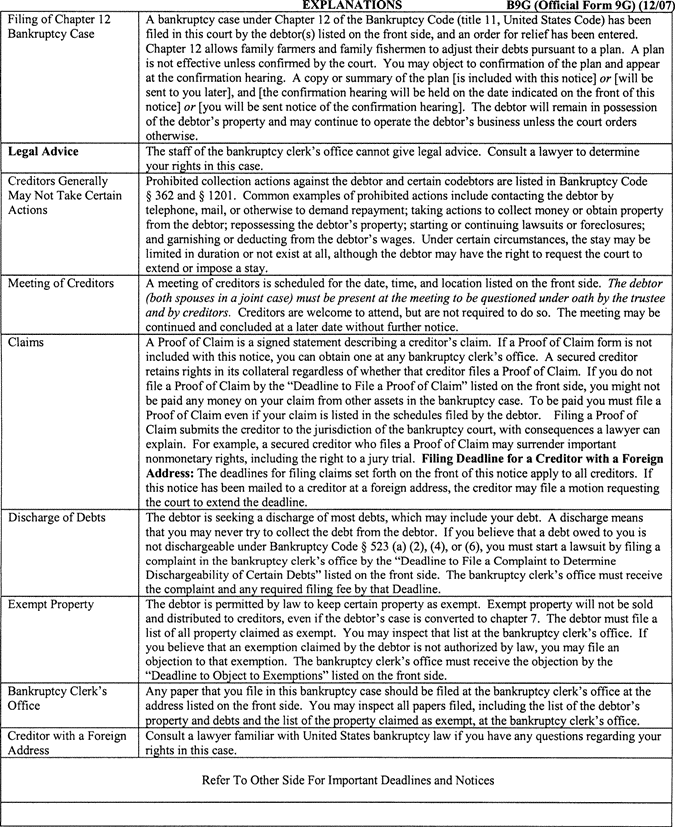 EXPLANATIONS B9G (Official Form 9G) (12/07)
Filing of Chapter 12
Bankruptcy Case
A bankruptcy case under Chapter 12 of the Bankruptcy Code (title 11, United States Code) has been
filed in this court by the debtor(s) listed on the front side, and an order for relief has been entered.
Chapter 12 allows family farmers and family fishermen to adjust their debts pursuant to a plan. A plan
is not effective unless confirmed by the court. You may object to confirmation of the plan and appear
at the confirmation hearing. A copy or summary of the plan [is included with this notice] or [will be
sent to you later], and [the confirmation hearing will be held on the date indicated on the front of this
notice] or [you will be sent notice of the confirmation hearing]. The debtor will remain in possession
of the debtor's property and may continue to operate the debtor's business unless the court orders
otherwise.
Legal Advice
The staff of the bankruptcy clerk's office cannot give legal advice. Consult a lawyer to determine
your rights in this case.
Creditors Generally
May Not Take Certain
Actions
Prohibited collection actions against the debtor and certain codebtors are listed in Bankruptcy Code
§ 362 and § 1201. Common examples of prohibited actions include contacting the debtor by
telephone, mail, or otherwise to demand repayment; taking actions to collect money or obtain property
from the debtor; repossessing the debtor's property; starting or continuing lawsuits or foreclosures;
and garnishing or deducting from the debtor's wages. Under certain circumstances, the stay may be
limited in duration or not exist at all, although the debtor may have the right to request the court to
extend or impose a stay.
Meeting of Creditors
A meeting of creditors is scheduled for the date, time, and location listed on the front side. The debtor
(both spouses in a joint case) must be present at the meeting to be questioned under oath by the trustee
and by creditors. Creditors are welcome to attend, but are not required to do so. The meeting may be
continued and concluded at a later date without further notice.
Claims
A Proof of Claim is a signed statement describing a creditor's claim. If a Proof of Claim form is not
included with this notice, you can obtain one at any bankruptcy clerk's office. A secured creditor
retains rights in its collateral regardless of whether that creditor files a Proof of Claim. If you do not
file a Proof of Claim by the “Deadline to File a Proof of Claim” listed on the front side, you might not
be paid any money on your claim from other assets in the bankruptcy case. To be paid you must file a
Proof of Claim even if your claim is listed in the schedules filed by the debtor. Filing a Proof of
Claim submits the creditor to the jurisdiction of the bankruptcy court, with consequences a lawyer can
explain. For example, a secured creditor who files a Proof of Claim may surrender important
nonmonetary rights, including the right to a jury trial. Filing Deadline for a Creditor with a Foreign
Address: The deadlines for filing claims set forth on the front of this notice apply to all creditors. If
this notice has been mailed to a creditor at a foreign address, the creditor may file a motion requesting
the court to extend the deadline.
Discharge of Debts
The debtor is seeking a discharge of most debts, which may include your debt. A discharge means
that you may never try to collect the debt from the debtor. If you believe that a debt owed to you is
not dischargeable under Bankruptcy Code § 523 (a) (2), (4), or (6), you must start a lawsuit by filing a
complaint in the bankruptcy clerk's office by the “Deadline to File a Complaint to Determine
Dischargeability of Certain Debts” listed on the front side. The bankruptcy clerk's office must receive
the complaint and any required filing fee by that Deadline.
Exempt Property
The debtor is permitted by law to keep certain property as exempt. Exempt property will not be sold
and distributed to creditors, even if the debtor's case is converted to chapter 7. The debtor must file a
list of all property claimed as exempt. You may inspect that list at the bankruptcy clerk's office. If
you believe that an exemption claimed by the debtor is not authorized by law, you may file an
objection to that exemption. The bankruptcy clerk's office must receive the objection by the
“Deadline to Object to Exemptions” listed on the front side.
Bankruptcy Clerk's
Office
Any paper that you file in this bankruptcy case should be filed at the bankruptcy clerk's office at the
address listed on the front side. You may inspect all papers filed, including the list of the debtor's
property and debts and the list of the property claimed as exempt, at the bankruptcy clerk's office.
Creditor with a Foreign
Address
Consult a lawyer familiar with United States bankruptcy law if you have any questions regarding your
rights in this case.
Refer To Other Side For Important Deadlines and Notices